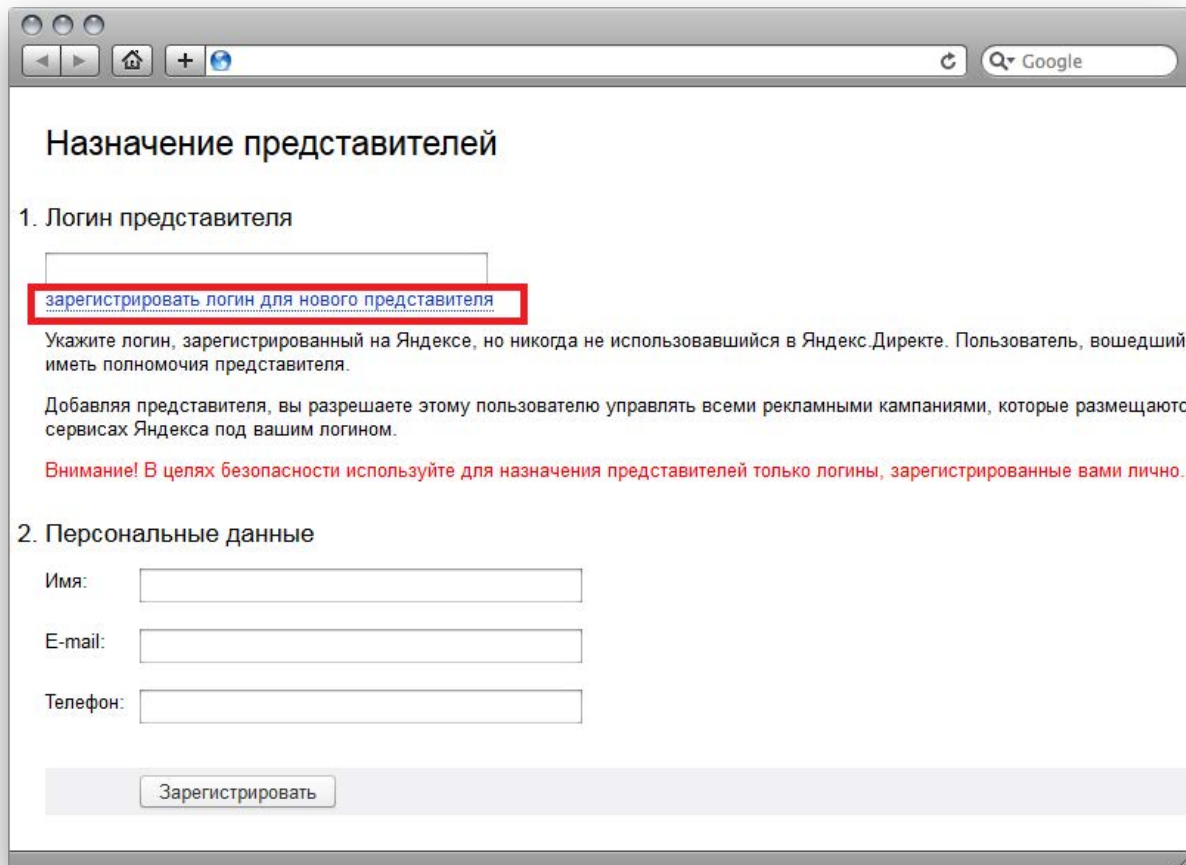 Google
Назначение представителей
1. Логин представителя
зарегистрировать логин для нового представителя
Укажите логин, зарегистрированный на Яндексе, но никогда не использовавшийся в Яндекс.Директе. Пользователь, вошедший
иметь полномочия представителя.
Добавляя представителя, вы разрешаете этому пользователю управлять всеми рекламными кампаниями, которые
сервисах Яндекса под вашим логином.
Внимание! В целях безопасности используйте для назначения представителей только логины, зарегистрированные вами лично.
2. Персональные данные
Имя:
E-mail:
Телефон:
Зарегистрировать